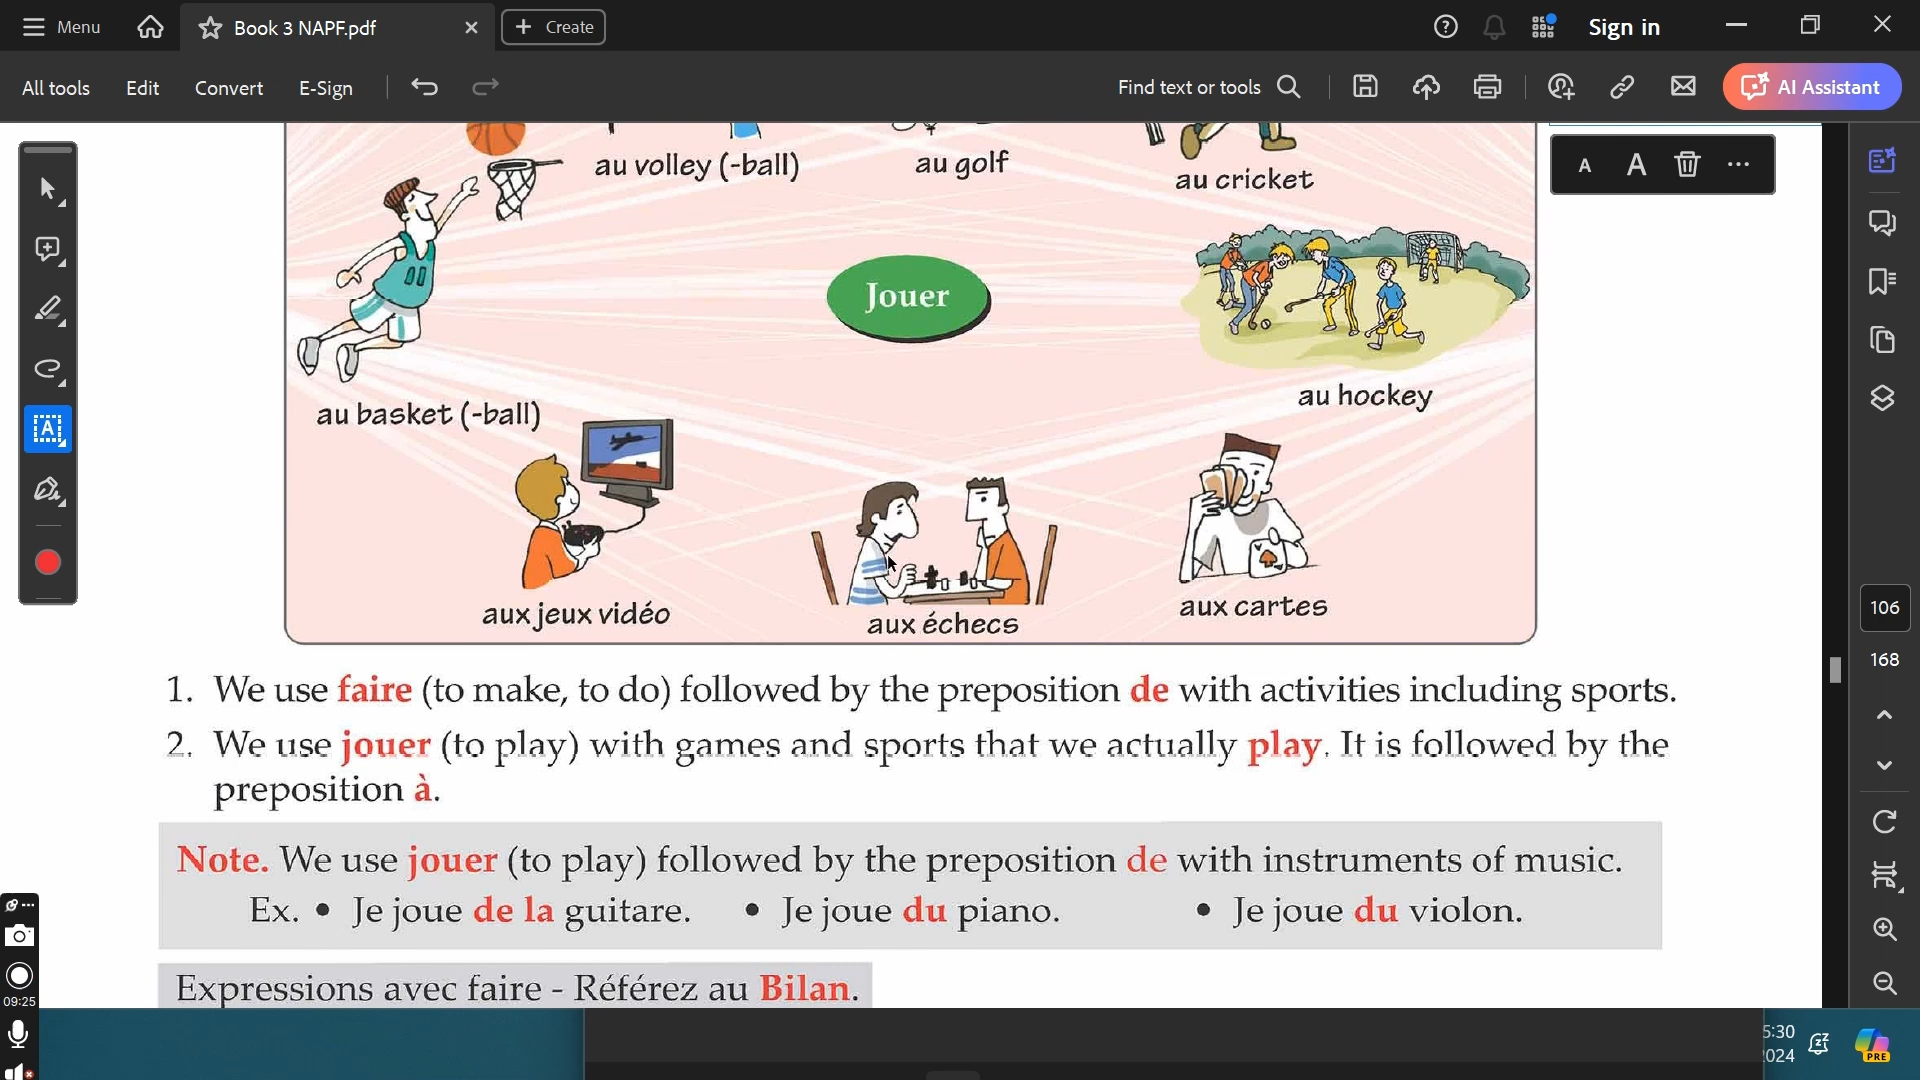 Menu
Book 3 NAPF.pdf
Create
Sign in
All tools
Edit
Convert
E-Sign
Find text or tools
AI Assistant
A A
au volley (-ball)
au golf
au cricket
Jouer
au basket (-ball)
au hockey
aux jeux vidéo
aux échecs
aux cartes
1. We use faire (to make, to do) followed by the preposition de with activities including sports.
2. We use jouer (to play) with games and sports that we actually play. It is followed by the
preposition à.
Note. We use jouer (to play) followed by the preposition de with instruments of music.
Ex. • Je joue de la guitare. • Je joue du piano. • Je joue du violon.
Expressions avec faire - Référez au Bilan.
106
168
09:25
5:30
2024
PRE